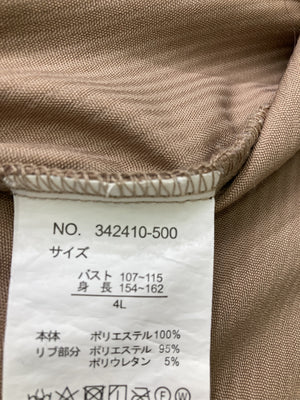 NO. 342410-500
サイズ
バスト 107~115
身 長 154~162
4L
本体 ポリエステル100%
リブ部分 ポリエステル 95%
ポリウレタン 5%